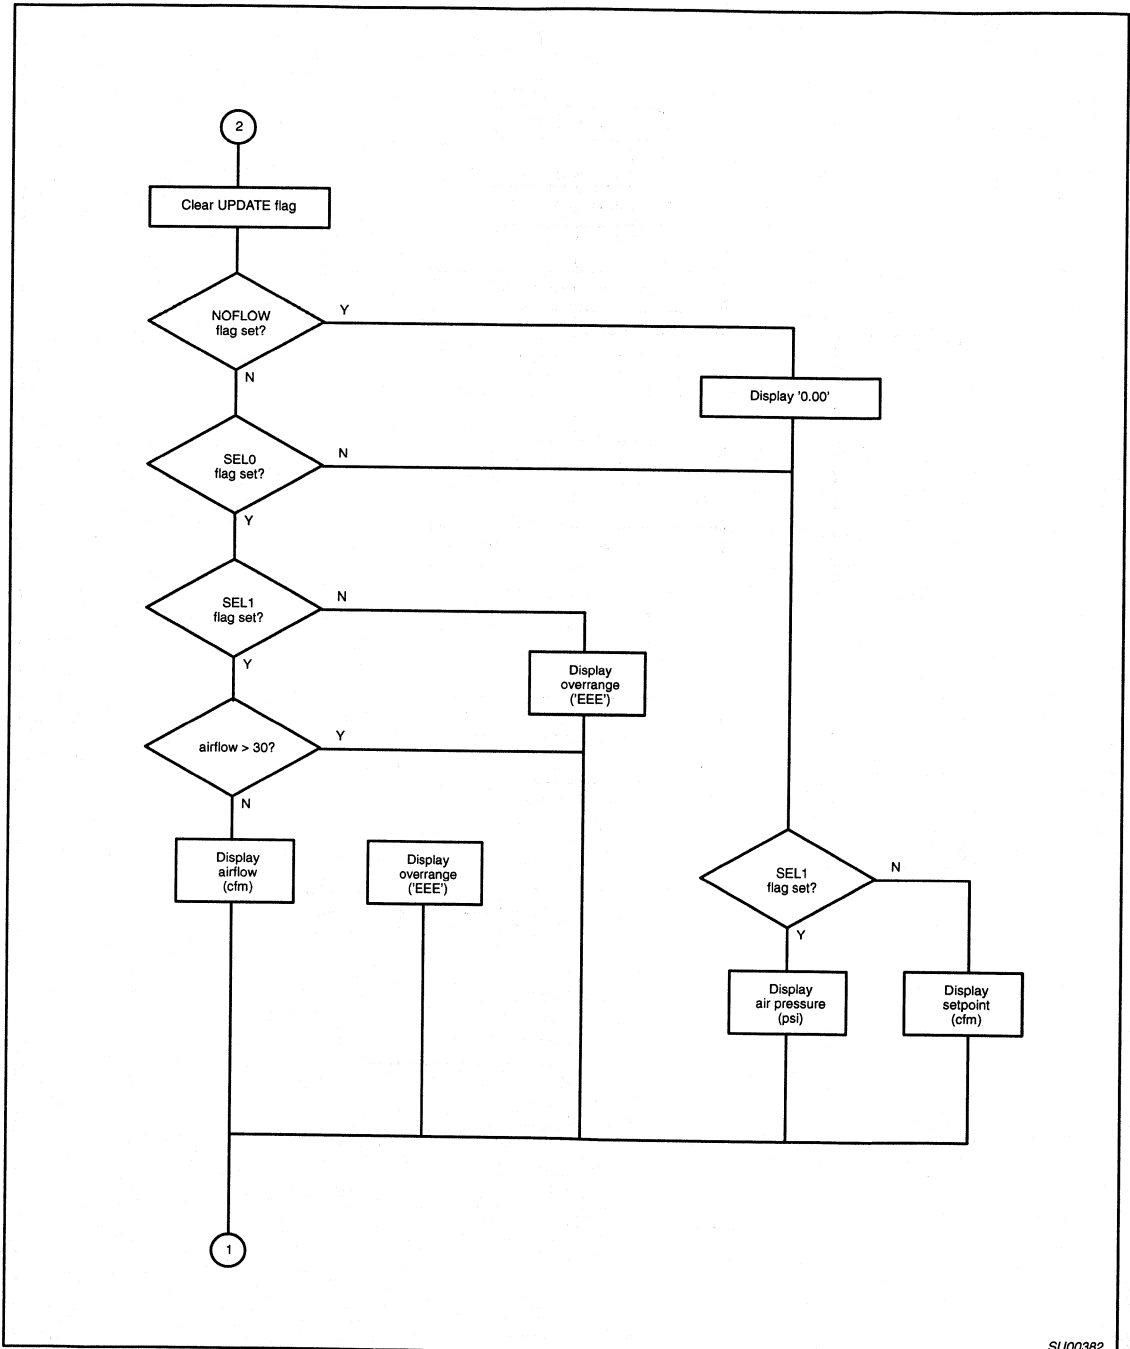 2
Clear UPDATE flag
NOFLOW
flag set?
Y
N
Display '0.00'
SEL0
flag set?
N
Y
SEL1
flag set?
N
Y
Display
overrange
('EEE')
airflow > 30?
Y
N
Display
airflow
(cfm)
Display
overrange
('EEE')
SEL1
flag set?
N
Y
Display
air pressure
(psi)
Display
setpoint
(cfm)
1
SU00382